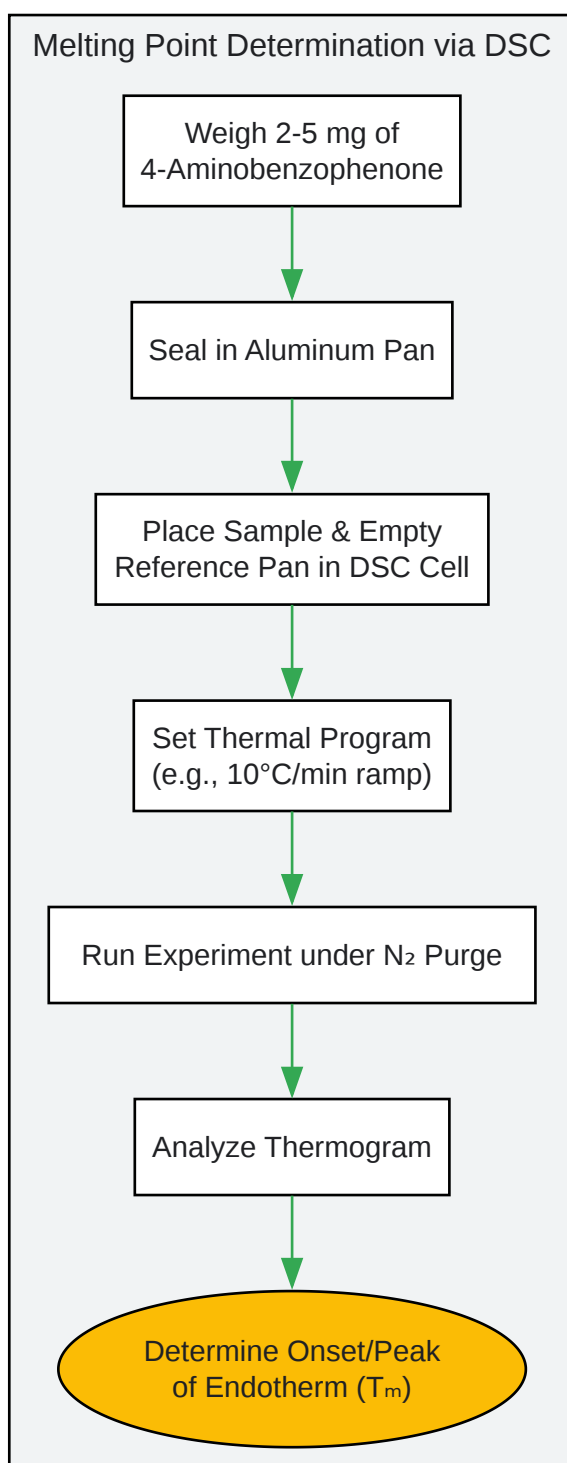 Melting Point Determination via DSC
Weigh 2-5 mg of
4-Aminobenzophenone
Seal in Aluminum Pan
Place Sample & Empty
Reference Pan in DSC Cell
Set Thermal Program
(e.g., 10°C/min ramp)
Run Experiment under N₂ Purge
Analyze Thermogram
Determine Onset/Peak
of Endotherm (Tₘ)